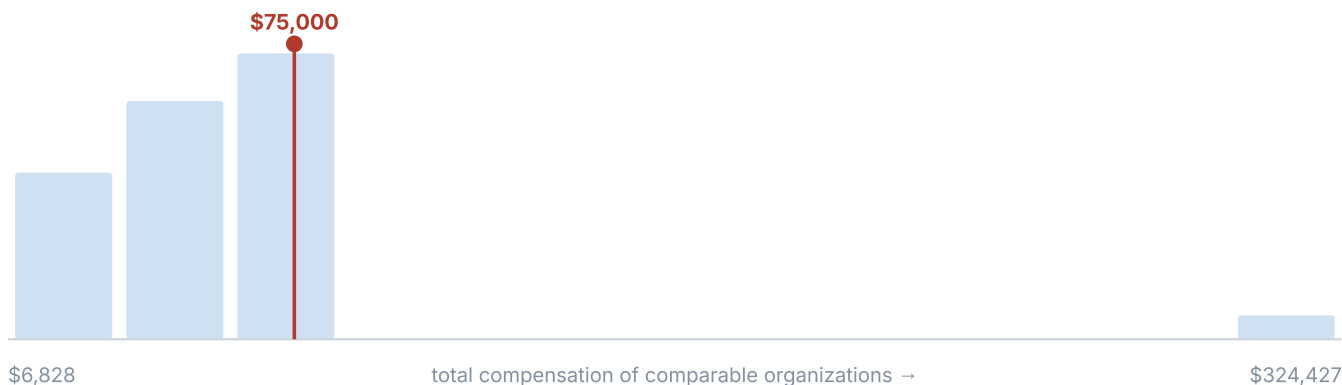 $75,000
$6,828 total compensation of comparable organizations → $324,427